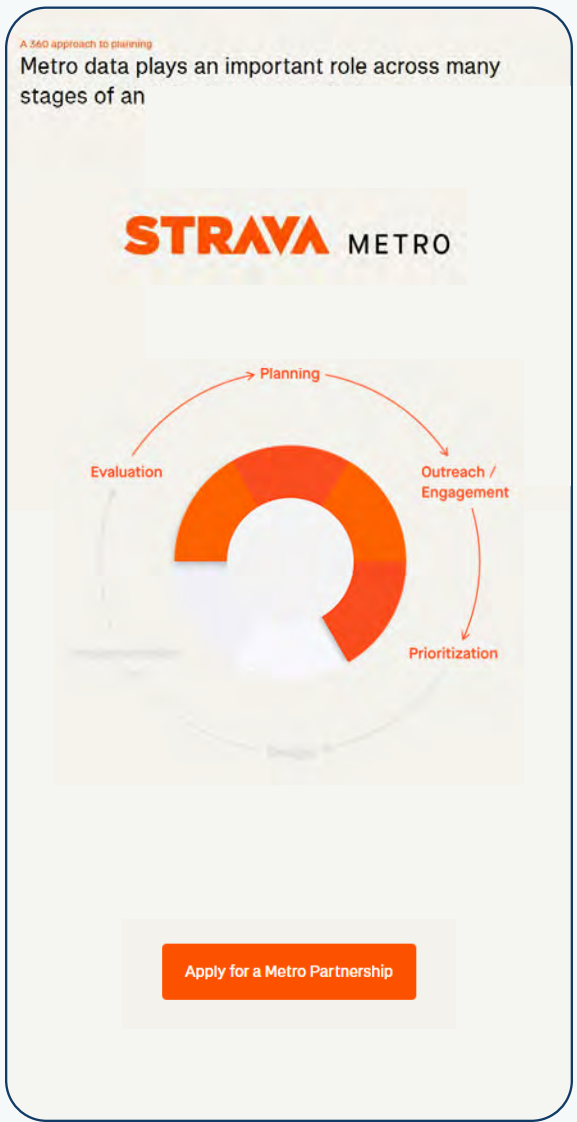 A 360 approach to planning
Metro data plays an important role across many
stages of an
STRAVA METRO
Planning
Evaluation
Outreach /
Engagement
Prioritization
Apply for a Metro Partnership